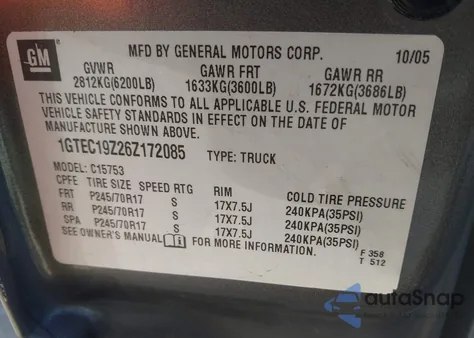 GM
MFD BY GENERAL MOTORS CORP.
10/05
GVWR GAWR FRT GAWR RR
2812KG(6200LB) 1633KG(3600LB) 1672KG(3686LB)
THIS VEHICLE CONFORMS TO ALL APPLICABLE U.S. FEDERAL MOTOR
VEHICLE SAFETY STANDARDS IN EFFECT ON THE DATE OF
MANUFACTURE SHOWN ABOVE.
1GTEC19Z26Z172085 TYPE: TRUCK
MODEL: C15753
CPFE TIRE SIZE SPEED RTG RIM COLD TIRE PRESSURE
FRT P245/70R17 S 17X7.5J 240KPA(35PSI)
RR P245/70R17 S 17X7.5J 240KPA(35PSI)
SPA P245/70R17 S 17X7.5J 240KPA(35PSI)
SEE OWNER'S MANUAL FOR MORE INFORMATION.
F 358
T 512
autoSnap